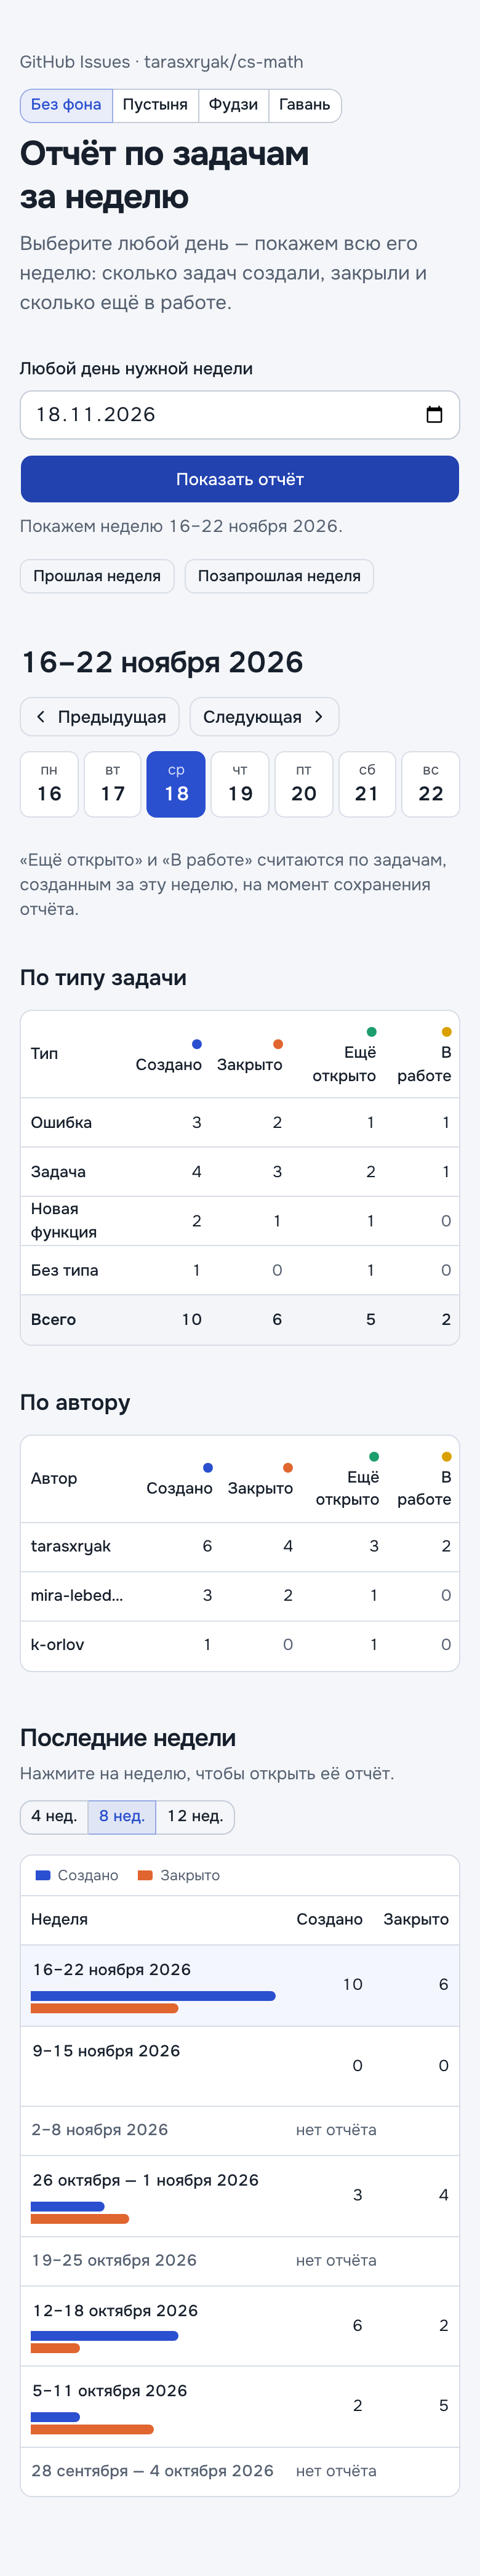 GitHub Issues · tarasxryak/cs-math
Без фона Пустыня Фудзи Гавань
Отчёт по задачам
за неделю
Выберите любой день — покажем всю его
неделю: сколько задач создали, закрыли и
сколько ещё в работе.
Любой день нужной недели
18.11.2026
Показать отчёт
Покажем неделю 16–22 ноября 2026.
Прошлая неделя Позапрошлая неделя
16–22 ноября 2026
Предыдущая Следующая
пн вт ср чт пт сб вс
16 17 18 19 20 21 22
«Ещё открыто» и «В работе» считаются по задачам,
созданным за эту неделю, на момент сохранения
отчёта.
По типу задачи
Тип Создано Закрыто Ещё открыто В работе
Ошибка 3 2 1 1
Задача 4 3 2 1
Новая
функция 2 1 1 0
Без типа 1 0 1 0
Всего 10 6 5 2
По автору
Автор Создано Закрыто Ещё открыто В работе
tarasxryak 6 4 3 2
mira-lebed... 3 2 1 0
k-orlov 1 0 1 0
Последние недели
Нажмите на неделю, чтобы открыть её отчёт.
4 нед. 8 нед. 12 нед.
Создано Закрыто
Неделя Создано Закрыто
16–22 ноября 2026 10 6
9–15 ноября 2026 0 0
2–8 ноября 2026 нет отчёта
26 октября — 1 ноября 2026 3 4
19–25 октября 2026 нет отчёта
12–18 октября 2026 6 2
5–11 октября 2026 2 5
28 сентября — 4 октября 2026 нет отчёта